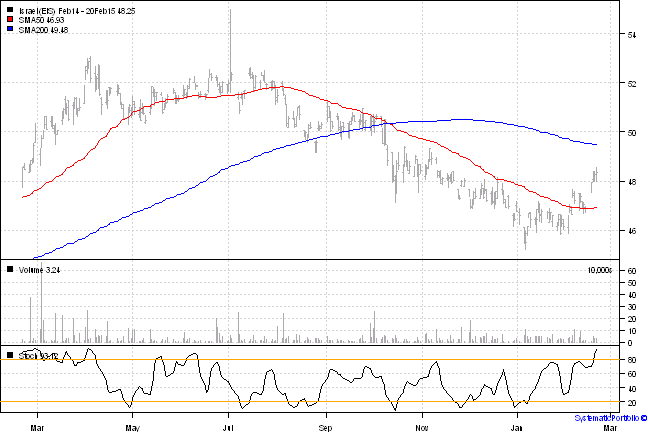 Israel (EIS) Feb14 - 20Feb15 48.25
SMA50 46.93
SMA200 49.48
54
52
50
48
46
Volume 3.24
10,000s
60
50
40
30
20
10
0
80
60
40
20
Mar May Jul Sep Nov Jan Mar
SystematicPortfolio ©